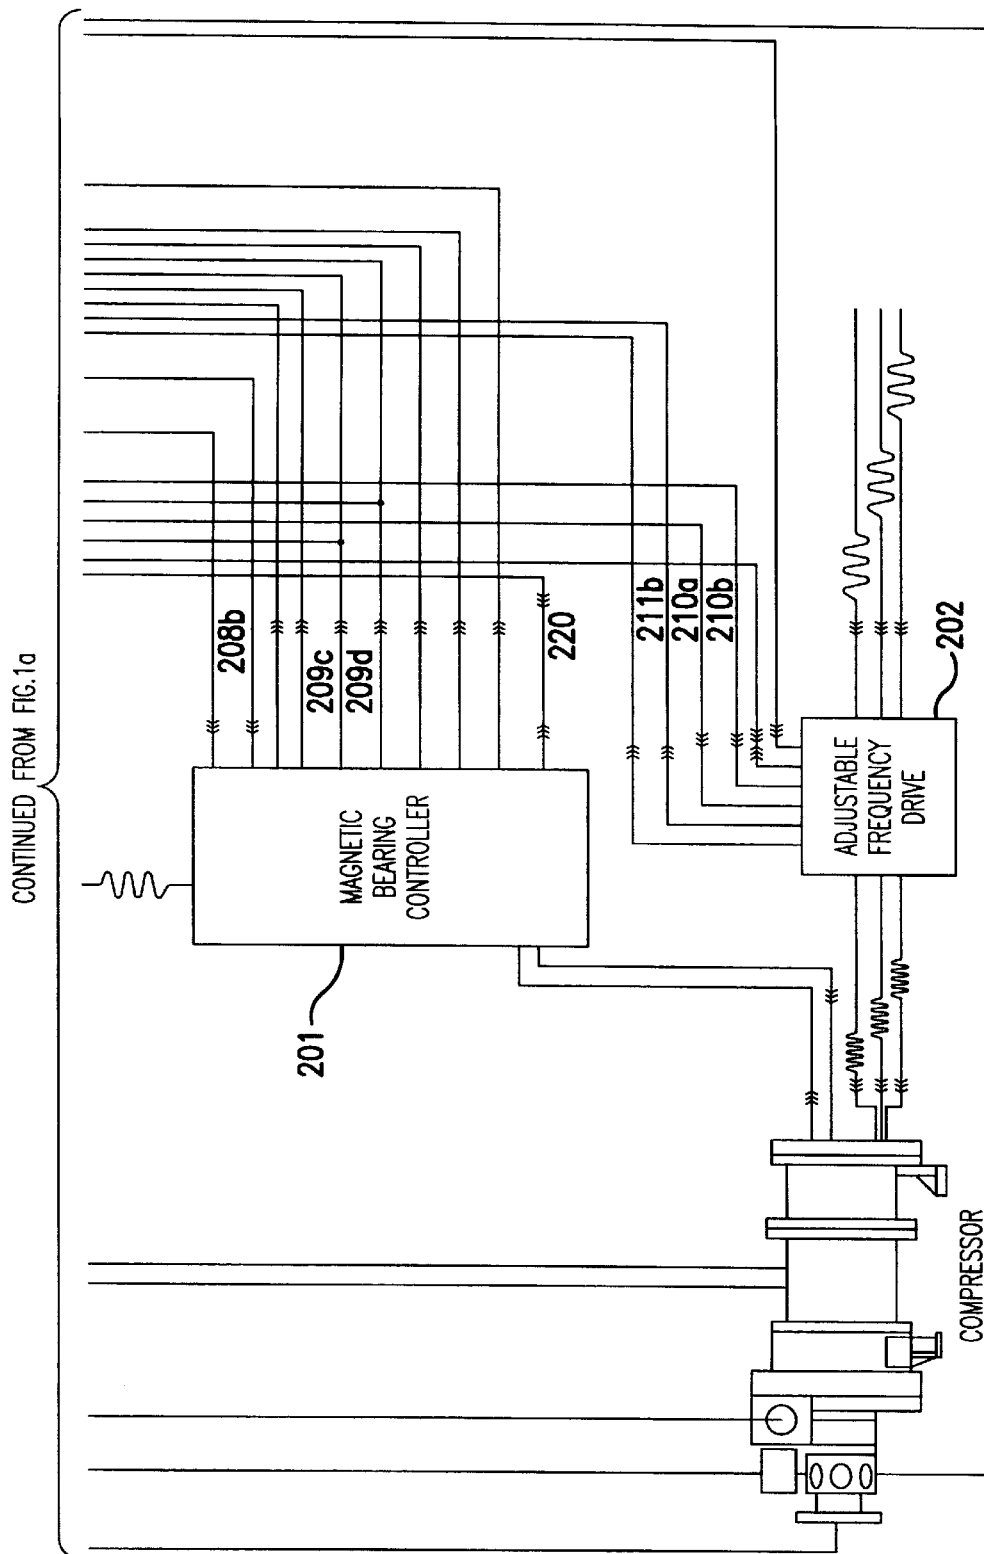 CONTINUED FROM FIG.1a
208b
209c
209d
220
211b
210a
210b
202
MAGNETIC
BEARING
CONTROLLER
ADJUSTABLE
FREQUENCY
DRIVE
201
COMPRESSOR